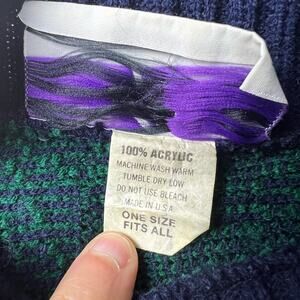 100% ACRYLIC
MACHINE WASH WARM
TUMBLE DRY LOW
DO NOT USE BLEACH
MADE IN U.S.A.
ONE SIZE
FITS ALL